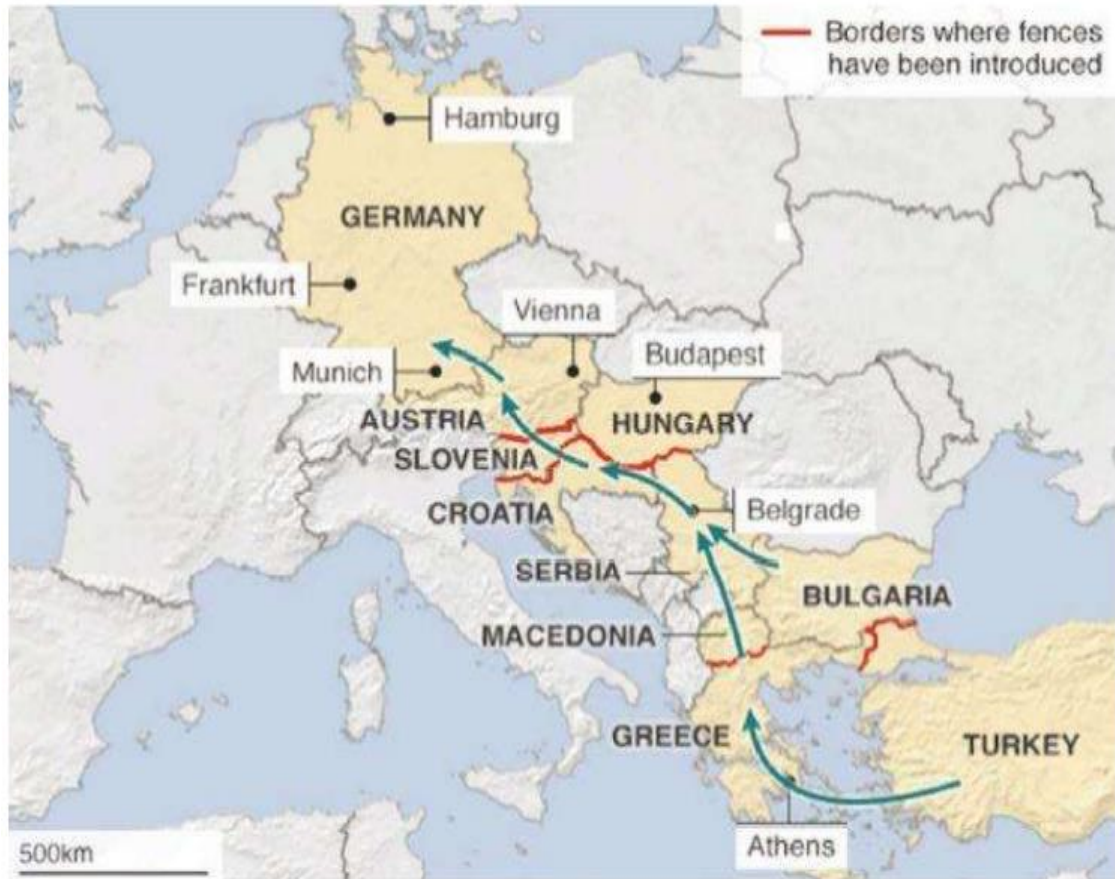 Borders where fences
have been introduced
Hamburg
GERMANY
Frankfurt
Vienna
Budapest
Munich
AUSTRIA
HUNGARY
SLOVENIA
CROATIA
Belgrade
SERBIA
BULGARIA
MACEDONIA
GREECE
TURKEY
Athens
500km